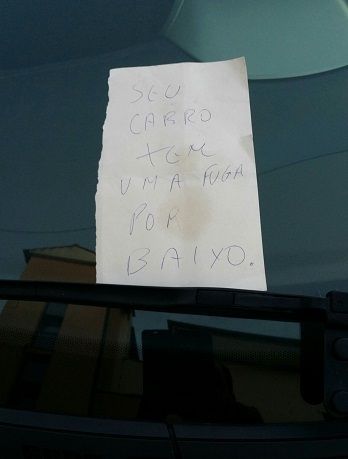 SEU
CARRO
TEM
UMA FUGA
POR
BAIXO.